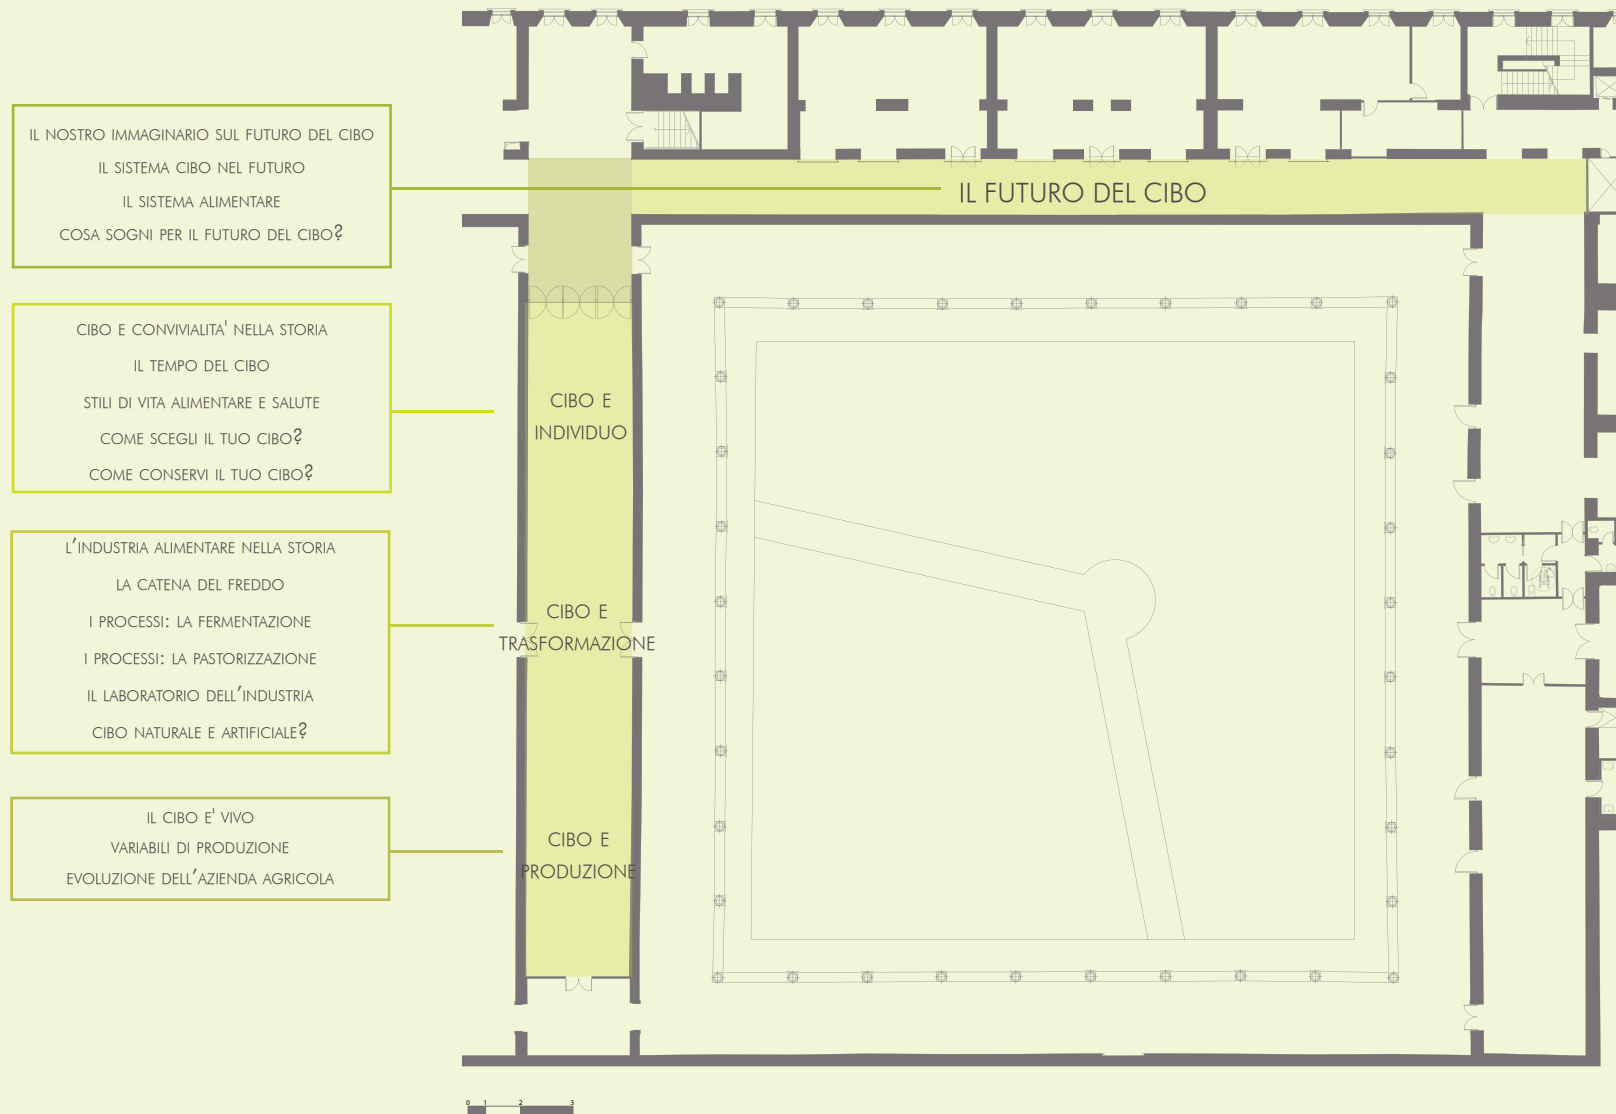 IL NOSTRO IMMAGINARIO SUL FUTURO DEL CIBO
IL SISTEMA CIBO NEL FUTURO
IL SISTEMA ALIMENTARE
COSA SOGNI PER IL FUTURO DEL CIBO?
IL FUTURO DEL CIBO
CIBO E CONVIVIALITA' NELLA STORIA
IL TEMPO DEL CIBO
STILI DI VITA ALIMENTARE E SALUTE
COME SCEGLI IL TUO CIBO?
COME CONSERVI IL TUO CIBO?
CIBO E
INDIVIDUO
L'INDUSTRIA ALIMENTARE NELLA STORIA
LA CATENA DEL FREDDO
I PROCESSI: LA FERMENTAZIONE
I PROCESSI: LA PASTORIZZAZIONE
IL LABORATORIO DELL'INDUSTRIA
CIBO NATURALE E ARTIFICIALE?
CIBO E
TRASFORMAZIONE
IL CIBO E' VIVO
VARIABILI DI PRODUZIONE
EVOLUZIONE DELL'AZIENDA AGRICOLA
CIBO E
PRODUZIONE
0 1 2 3